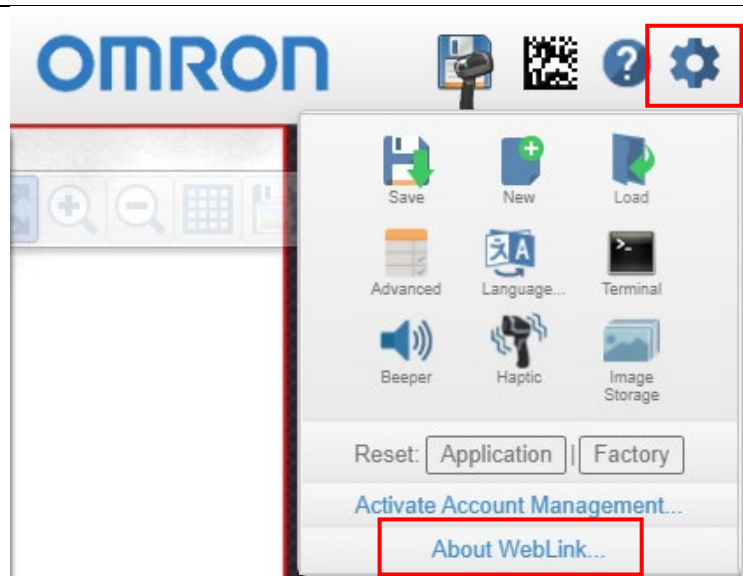 OMRON
Save New Load
Advanced Language... Terminal
Beeper Haptic Image
Storage
Reset: Application | Factory
Activate Account Management...
About WebLink...